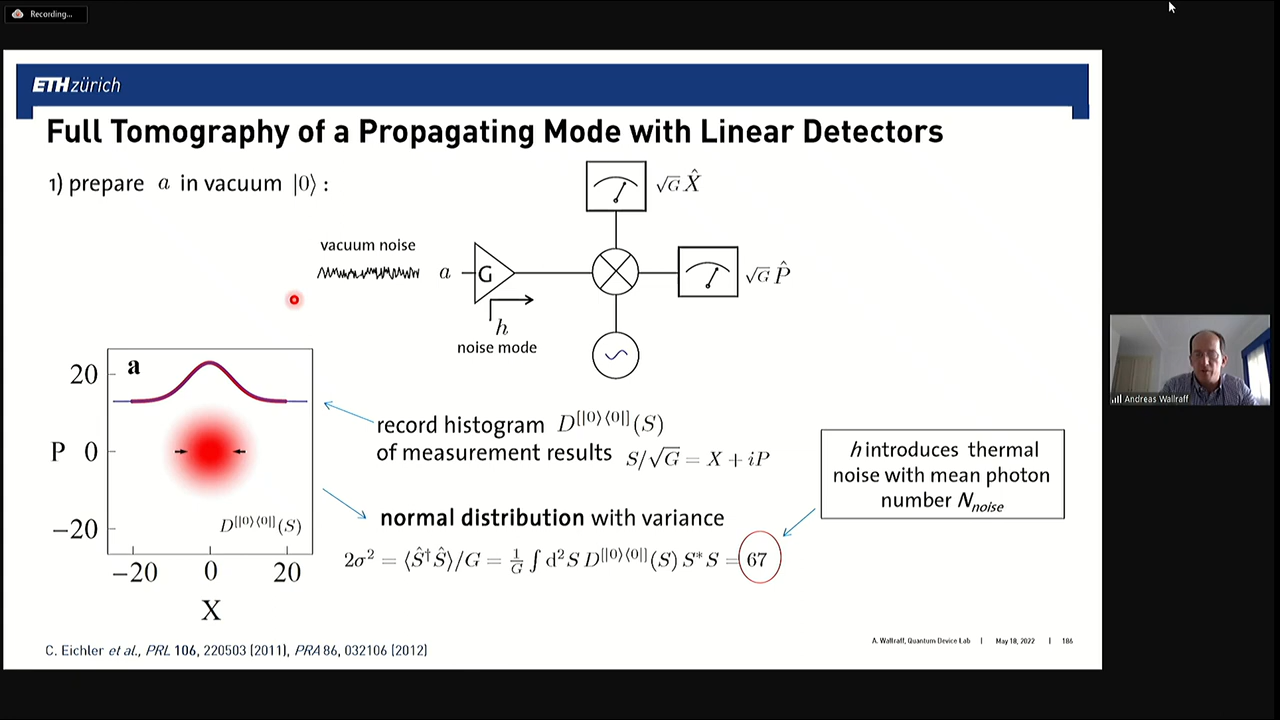 Recording...
ETH zürich
Full Tomography of a Propagating Mode with Linear Detectors
1) prepare a in vacuum |0⟩ :
√G X̂
vacuum noise
a
G
√G P̂
h
noise mode
a
20
P 0
−20
D^[|0⟩⟨0|](S)
−20 0 20
X
record histogram D^[|0⟩⟨0|](S)
of measurement results S/√G = X + iP
normal distribution with variance
2σ² = ⟨Ŝ†Ŝ⟩/G = 1/G ∫ d²S D^[|0⟩⟨0|](S) S*S = 67
h introduces thermal
noise with mean photon
number N_noise
Andreas Wallraff
A. Wallraff, Quantum Device Lab | May 18, 2022 | 186
C. Eichler et al., PRL 106, 220503 (2011), PRA 86, 032106 (2012)